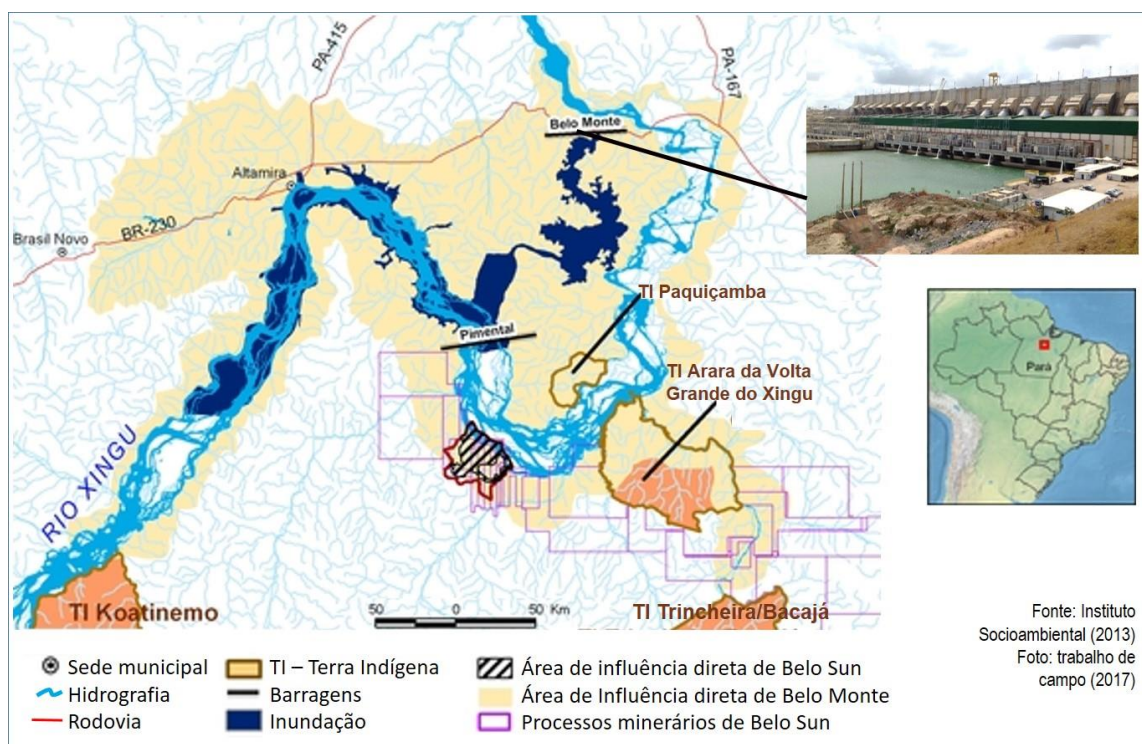 PA-415
PA-167
Belo Monte
Altamira
BR-230
Brasil Novo
Pimental
TI Paquiçamba
TI Arara da Volta
Grande do Xingu
RIO XINGU
Pará
TI Koatinemo
50 0 50 Km
TI Trincheira/Bacajá
Fonte: Instituto
Socioambiental (2013)
Foto: trabalho de
campo (2017)
Sede municipal
Hidrografia
Rodovia
TI – Terra Indígena
Barragens
Inundação
Área de influência direta de Belo Sun
Área de Influência direta de Belo Monte
Processos minerários de Belo Sun